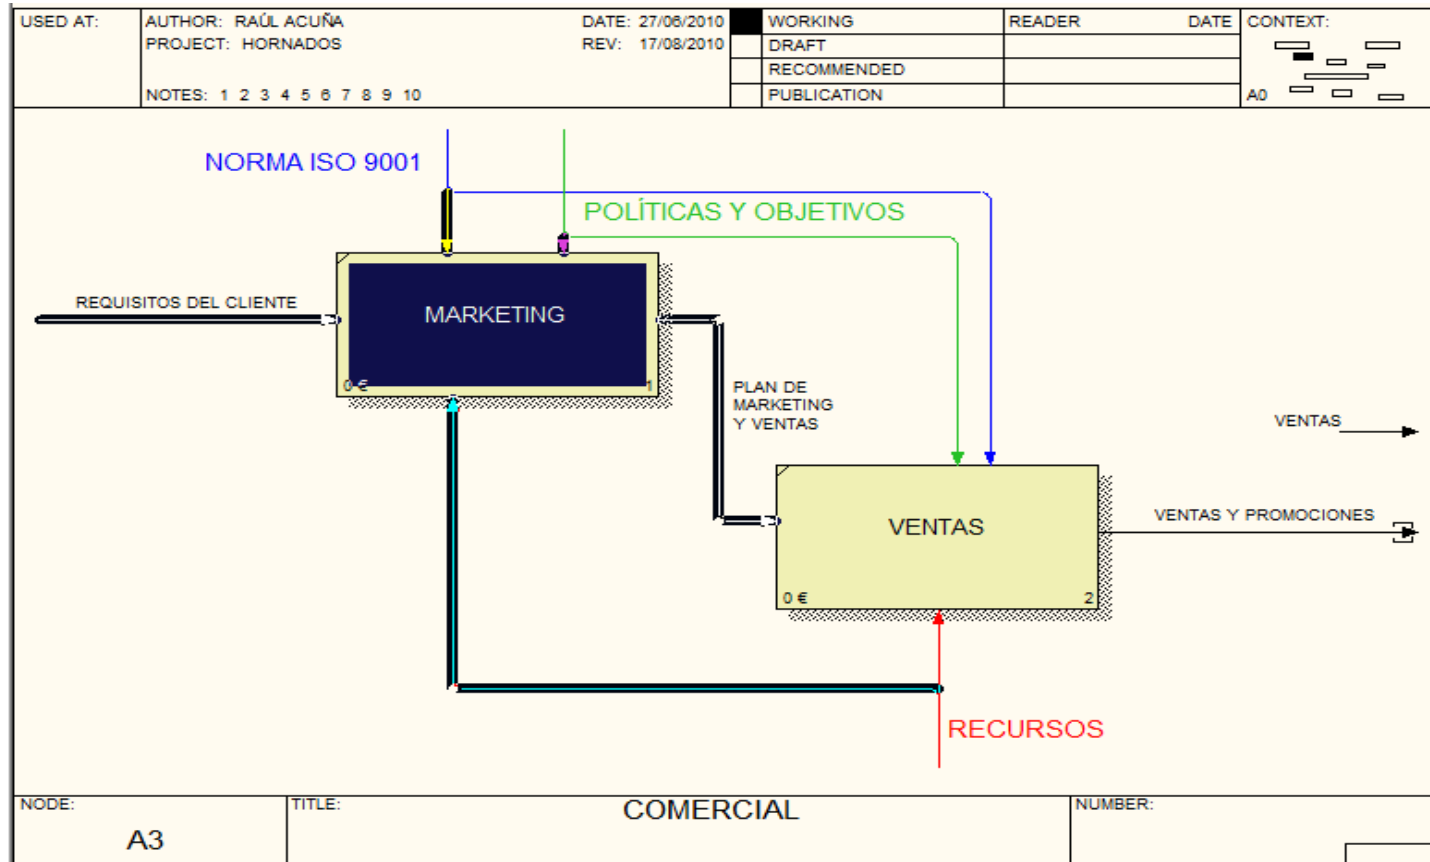 USED AT:
AUTHOR: RAÚL ACUÑA
DATE: 27/06/2010
WORKING
READER
DATE
CONTEXT:
PROJECT: HORNADOS
REV: 17/08/2010
DRAFT
RECOMMENDED
NOTES: 1 2 3 4 5 6 7 8 9 10
PUBLICATION
A0
NORMA ISO 9001
POLÍTICAS Y OBJETIVOS
REQUISITOS DEL CLIENTE
MARKETING
0 €
1
PLAN DE
MARKETING
Y VENTAS
VENTAS
VENTAS Y PROMOCIONES
VENTAS
0 €
2
RECURSOS
NODE:
A3
TITLE:
COMERCIAL
NUMBER: